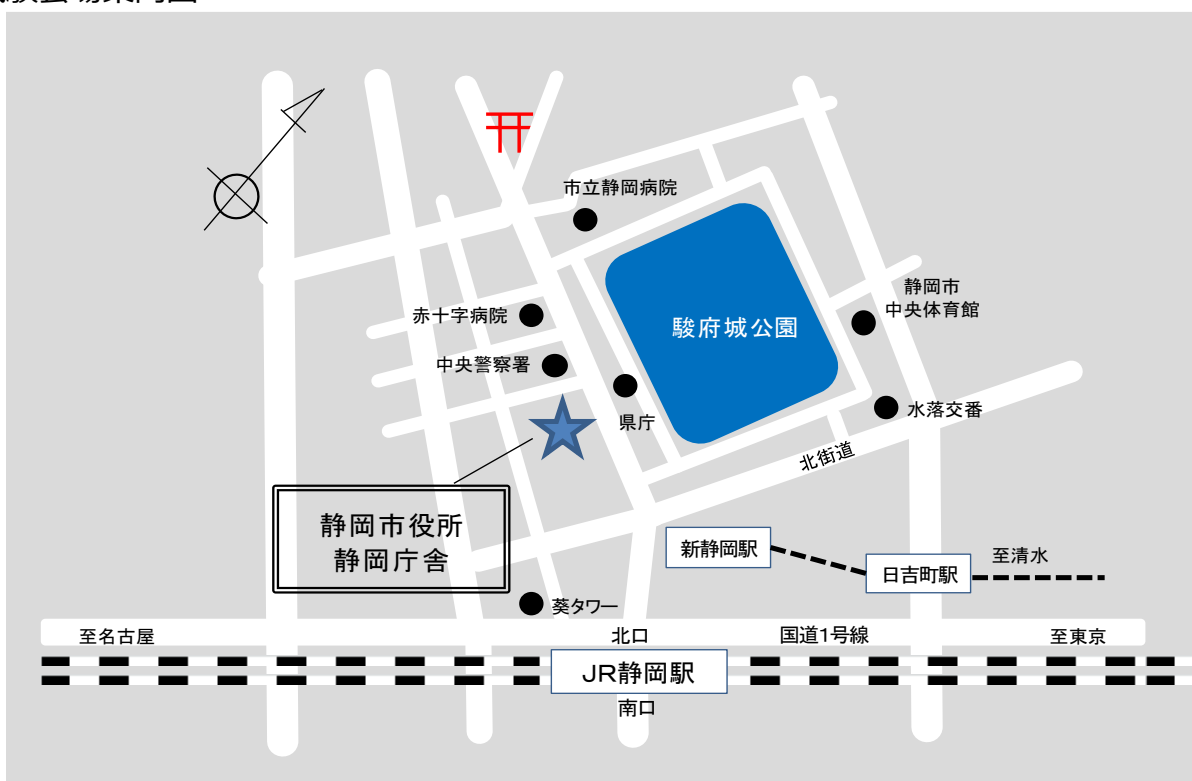 市立静岡病院
静岡市
中央体育館
赤十字病院
駿府城公園
中央警察署
県庁
水落交番
北街道
静岡市役所
静岡庁舎
新静岡駅
日吉町駅
至清水
葵タワー
至名古屋
北口
国道1号線
至東京
JR静岡駅
南口